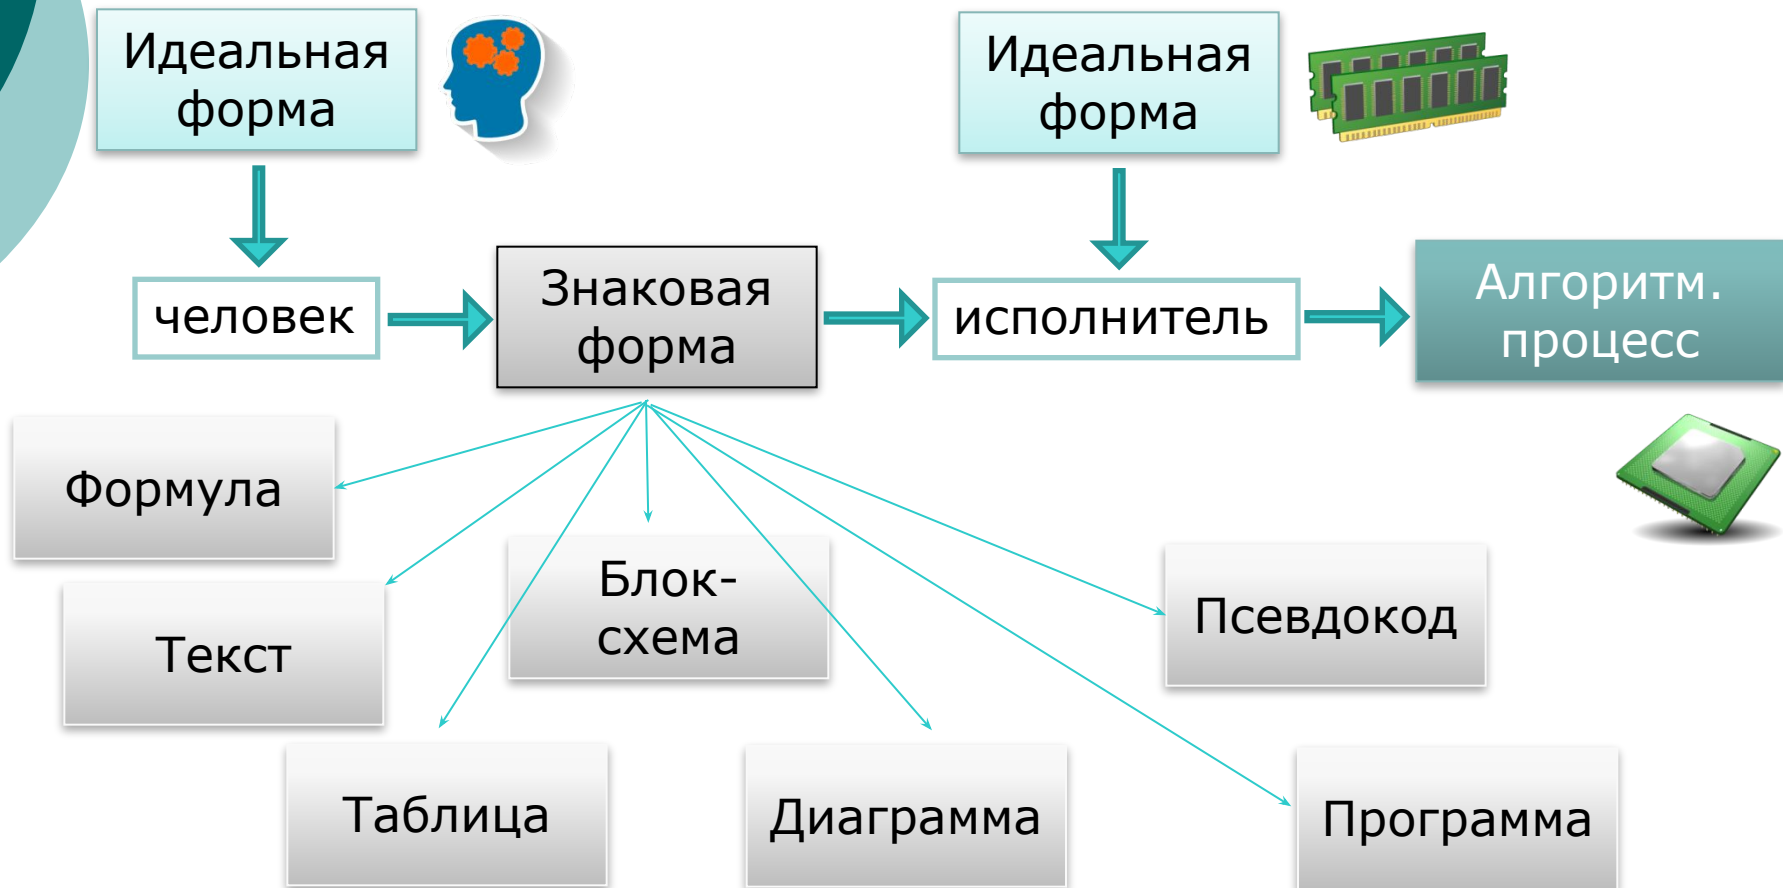 Идеальная
форма
Идеальная
форма
человек
Знаковая
форма
исполнитель
Алгоритм.
процесс
Формула
Текст
Блок-
схема
Псевдокод
Таблица
Диаграмма
Программа